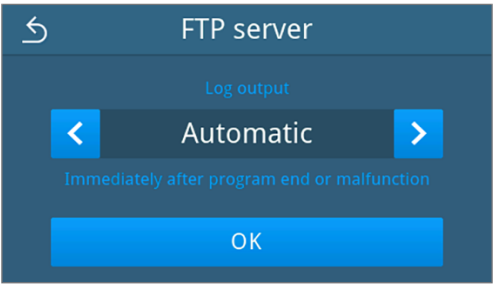 FTP server
Log output
Automatic
Immediately after program end or malfunction
OK